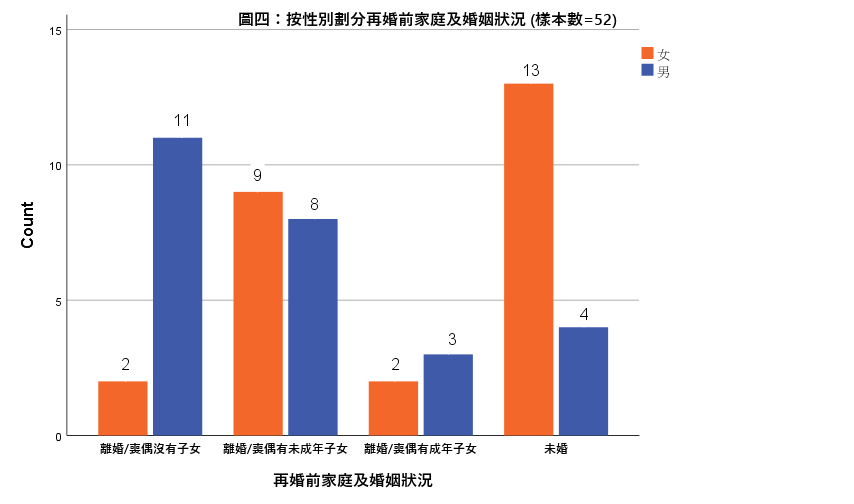 圖四：按性別劃分再婚前家庭及婚姻狀況 (樣本數=52)
女
男
15
10
5
0
Count
2
11
9
8
2
3
13
4
離婚/喪偶沒有子女
離婚/喪偶有未成年子女
離婚/喪偶有成年子女
未婚
再婚前家庭及婚姻狀況